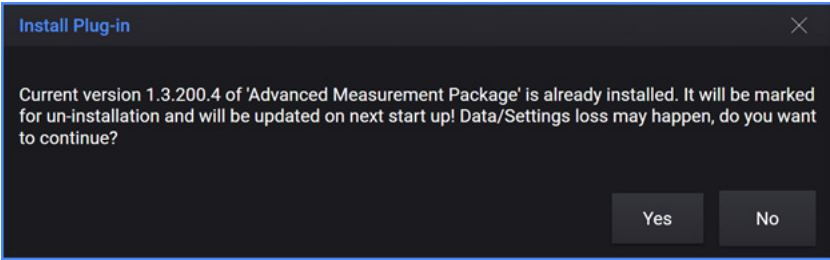 Install Plug-in
Current version 1.3.200.4 of 'Advanced Measurement Package' is already installed. It will be marked
for un-installation and will be updated on next start up! Data/Settings loss may happen, do you want
to continue?
Yes No